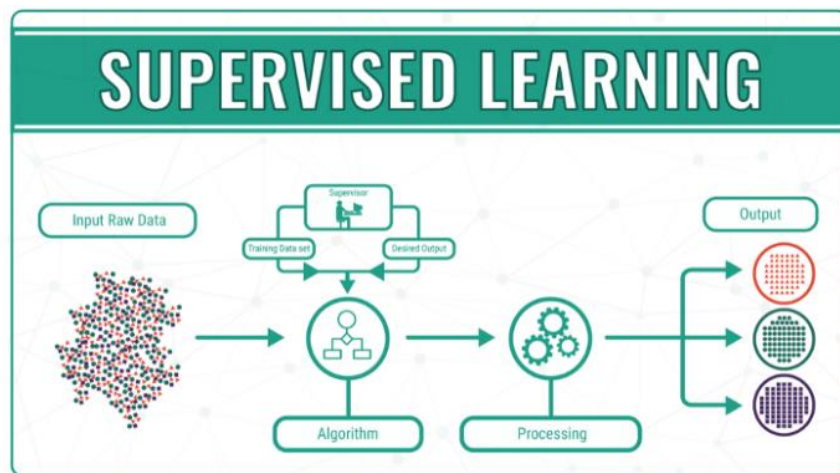 SUPERVISED LEARNING
Input Raw Data
Supervisor
Training Data set
Desired Output
Output
Algorithm
Processing